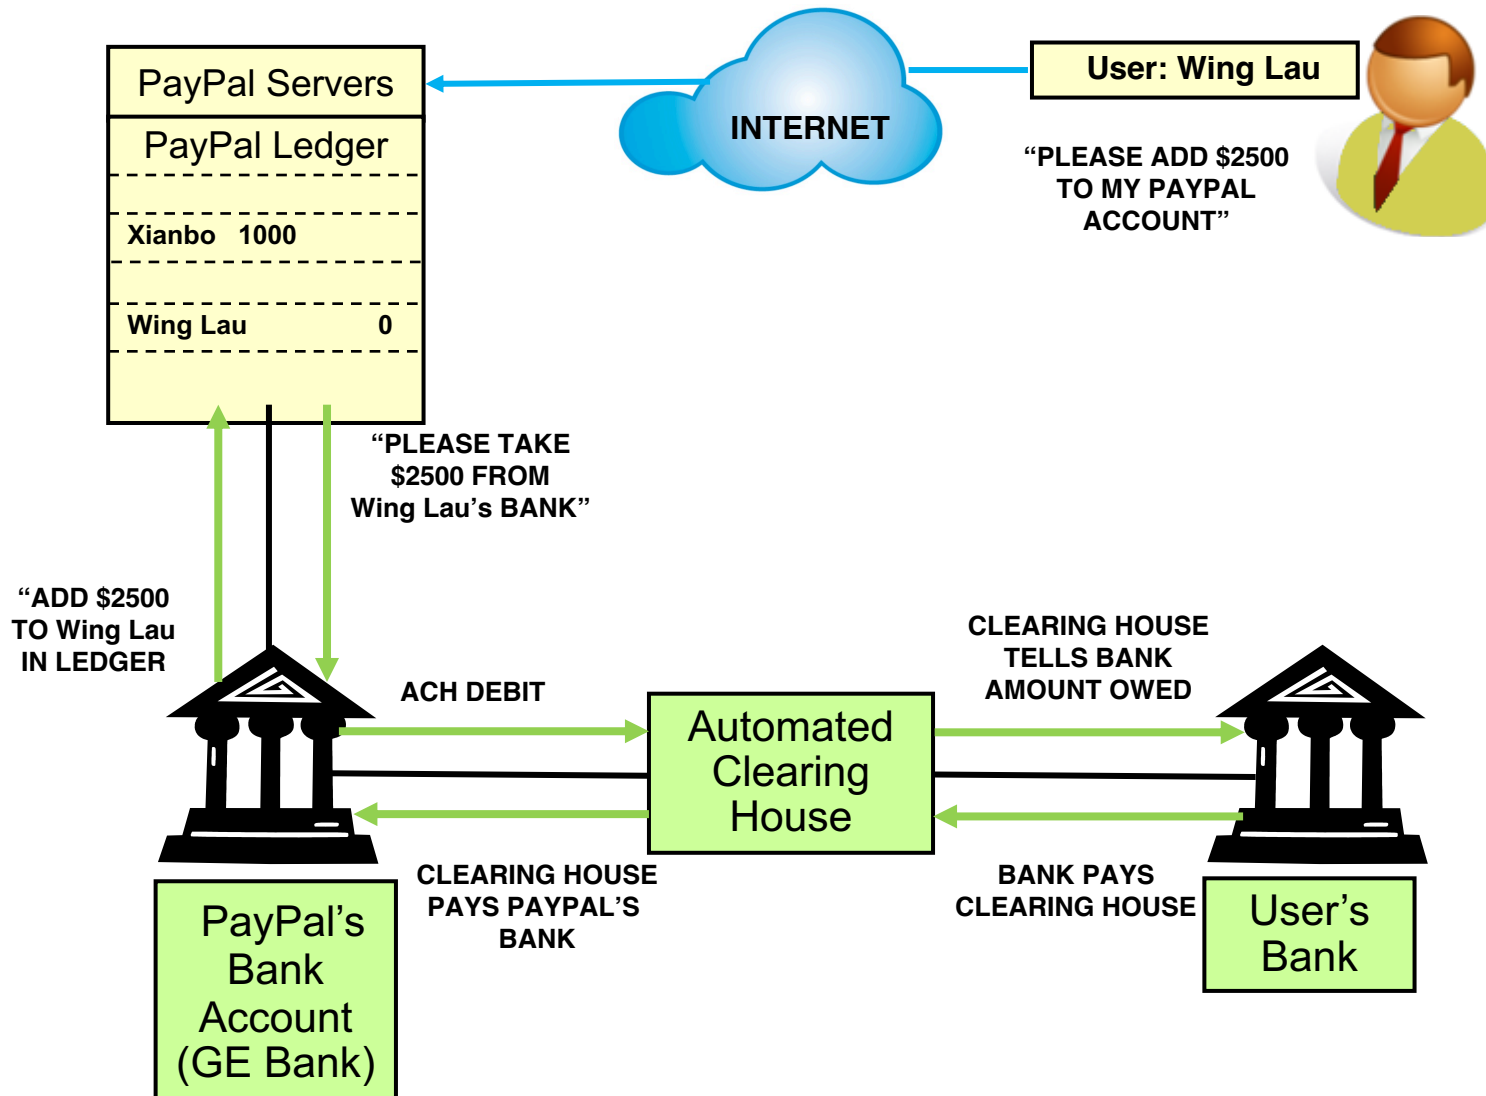 PayPal Servers
PayPal Ledger
Xianbo 1000
Wing Lau 0
INTERNET
User: Wing Lau
“PLEASE ADD $2500
TO MY PAYPAL
ACCOUNT”
“PLEASE TAKE
$2500 FROM
Wing Lau’s BANK”
“ADD $2500
TO Wing Lau
IN LEDGER
ACH DEBIT
Automated
Clearing
House
CLEARING HOUSE
TELLS BANK
AMOUNT OWED
CLEARING HOUSE
PAYS PAYPAL’S
BANK
BANK PAYS
CLEARING HOUSE
PayPal’s
Bank
Account
(GE Bank)
User’s
Bank